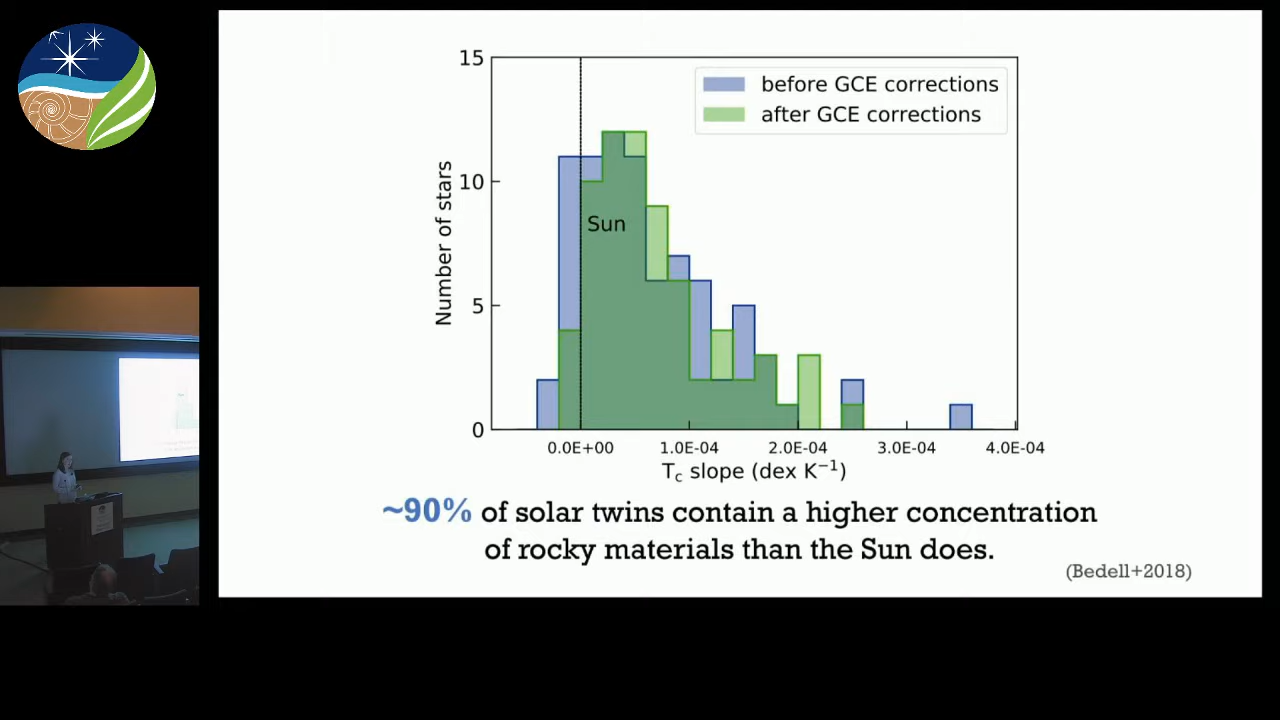 15
before GCE corrections
after GCE corrections
10
Number of stars
Sun
5
0
0.0E+00 1.0E-04 2.0E-04 3.0E-04 4.0E-04
Tc slope (dex K⁻¹)
~90% of solar twins contain a higher concentration
of rocky materials than the Sun does.
(Bedell+2018)